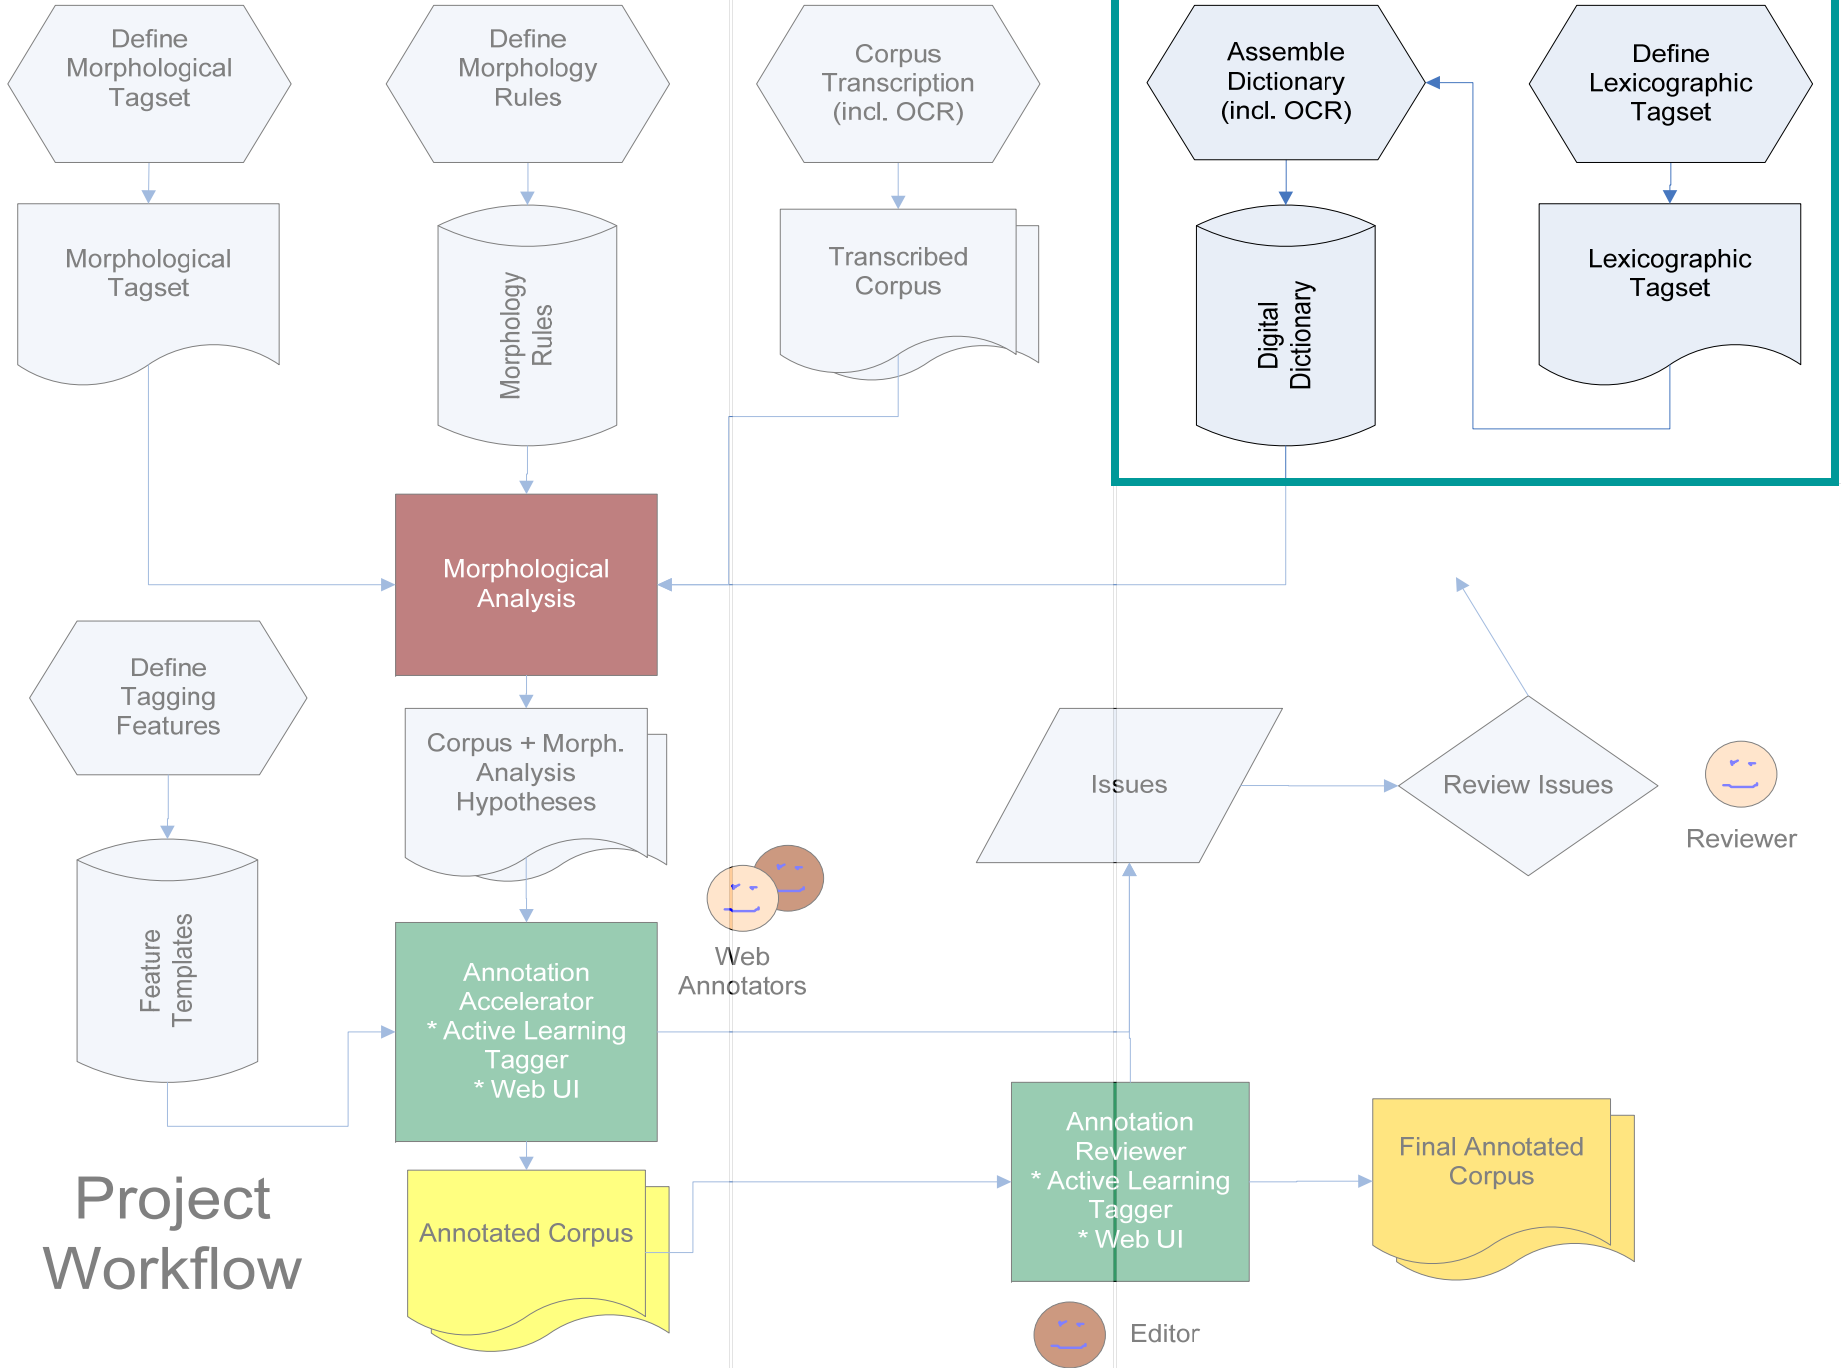 Define
Morphological
Tagset
Define
Morphology
Rules
Corpus
Transcription
(incl. OCR)
Assemble
Dictionary
(incl. OCR)
Define
Lexicographic
Tagset
Morphological
Tagset
Morphology
Rules
Transcribed
Corpus
Digital
Dictionary
Lexicographic
Tagset
Morphological
Analysis
Define
Tagging
Features
Corpus + Morph.
Analysis
Hypotheses
Issues
Review Issues
Reviewer
Feature
Templates
Web
Annotators
Annotation
Accelerator
* Active Learning
Tagger
* Web UI
Annotation
Reviewer
* Active Learning
Tagger
* Web UI
Final Annotated
Corpus
Project
Workflow
Annotated Corpus
Editor